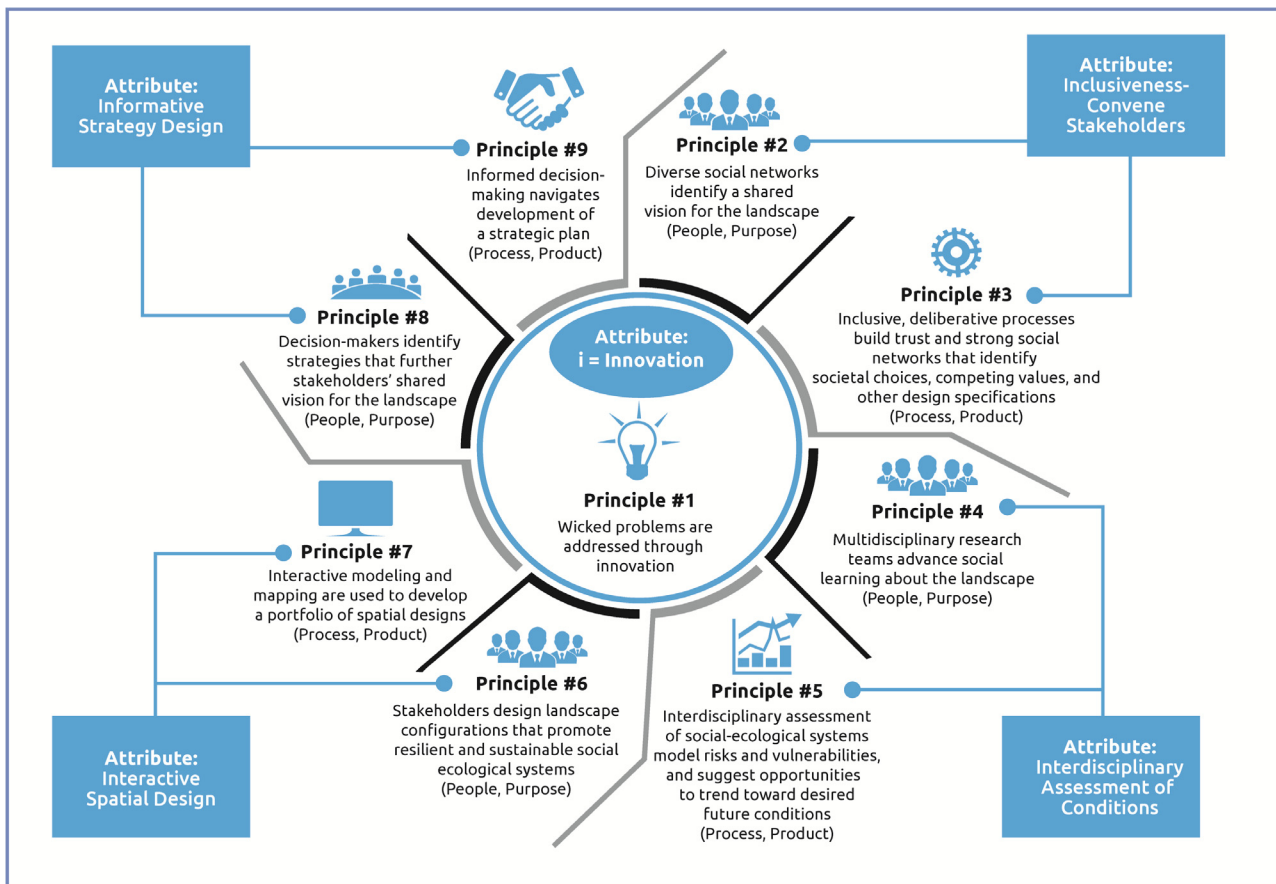 Attribute:
Informative
Strategy Design
Attribute:
Inclusiveness-
Convene
Stakeholders
Principle #9
Informed decision-
making navigates
development of
a strategic plan
(Process, Product)
Principle #2
Diverse social networks
identify a shared
vision for the landscape
(People, Purpose)
Principle #8
Decision-makers identify
strategies that further
stakeholders’ shared
vision for the landscape
(People, Purpose)
Attribute:
i = Innovation
Principle #1
Wicked problems are
addressed through
innovation
Principle #3
Inclusive, deliberative processes
build trust and strong social
networks that identify
societal choices, competing values, and
other design specifications
(Process, Product)
Principle #7
Interactive modeling and
mapping are used to develop
a portfolio of spatial designs
(Process, Product)
Principle #4
Multidisciplinary research
teams advance social
learning about the landscape
(People, Purpose)
Principle #6
Stakeholders design landscape
configurations that promote
resilient and sustainable social
ecological systems
(People, Purpose)
Principle #5
Interdisciplinary assessment
of social-ecological systems
model risks and vulnerabilities,
and suggest opportunities
to trend toward desired
future conditions
(Process, Product)
Attribute:
Interactive
Spatial Design
Attribute:
Interdisciplinary
Assessment of
Conditions